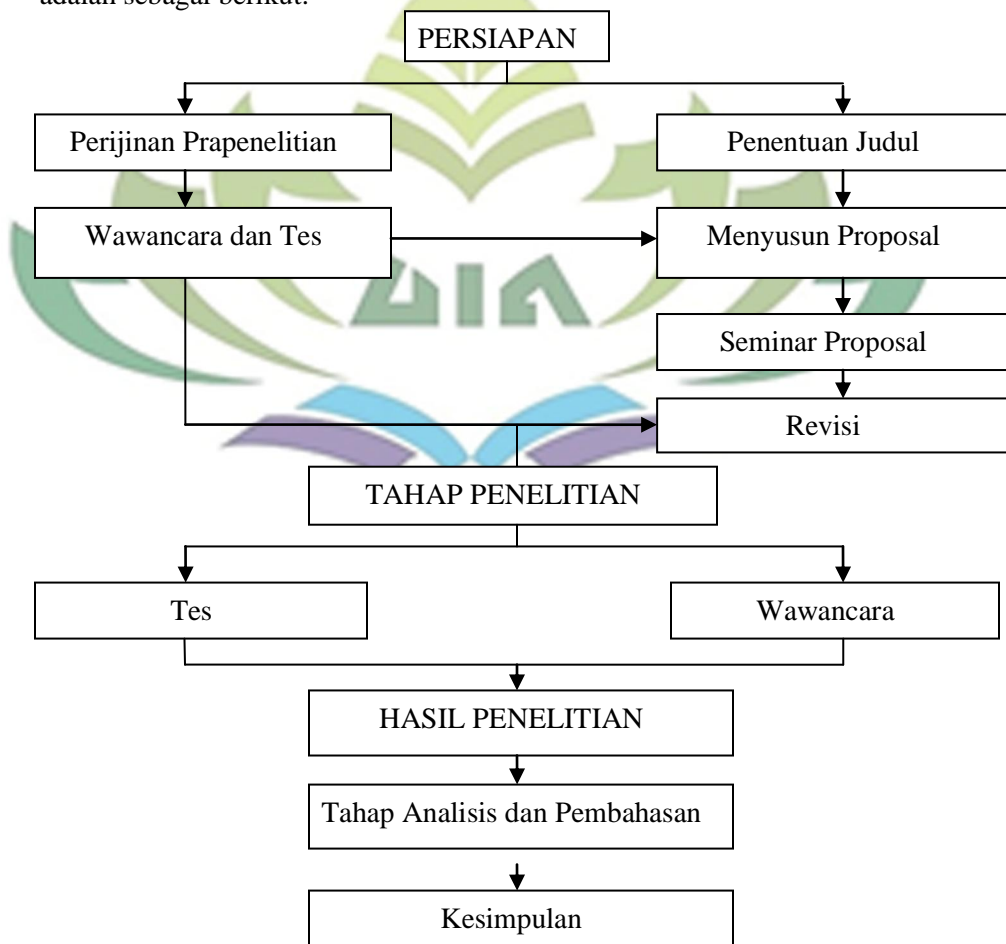 adalah sebagai berikut:
PERSIAPAN
Perijinan Prapenelitian
Penentuan Judul
Wawancara dan Tes
Menyusun Proposal
UIN
Seminar Proposal
Revisi
TAHAP PENELITIAN
Tes
Wawancara
HASIL PENELITIAN
Tahap Analisis dan Pembahasan
Kesimpulan